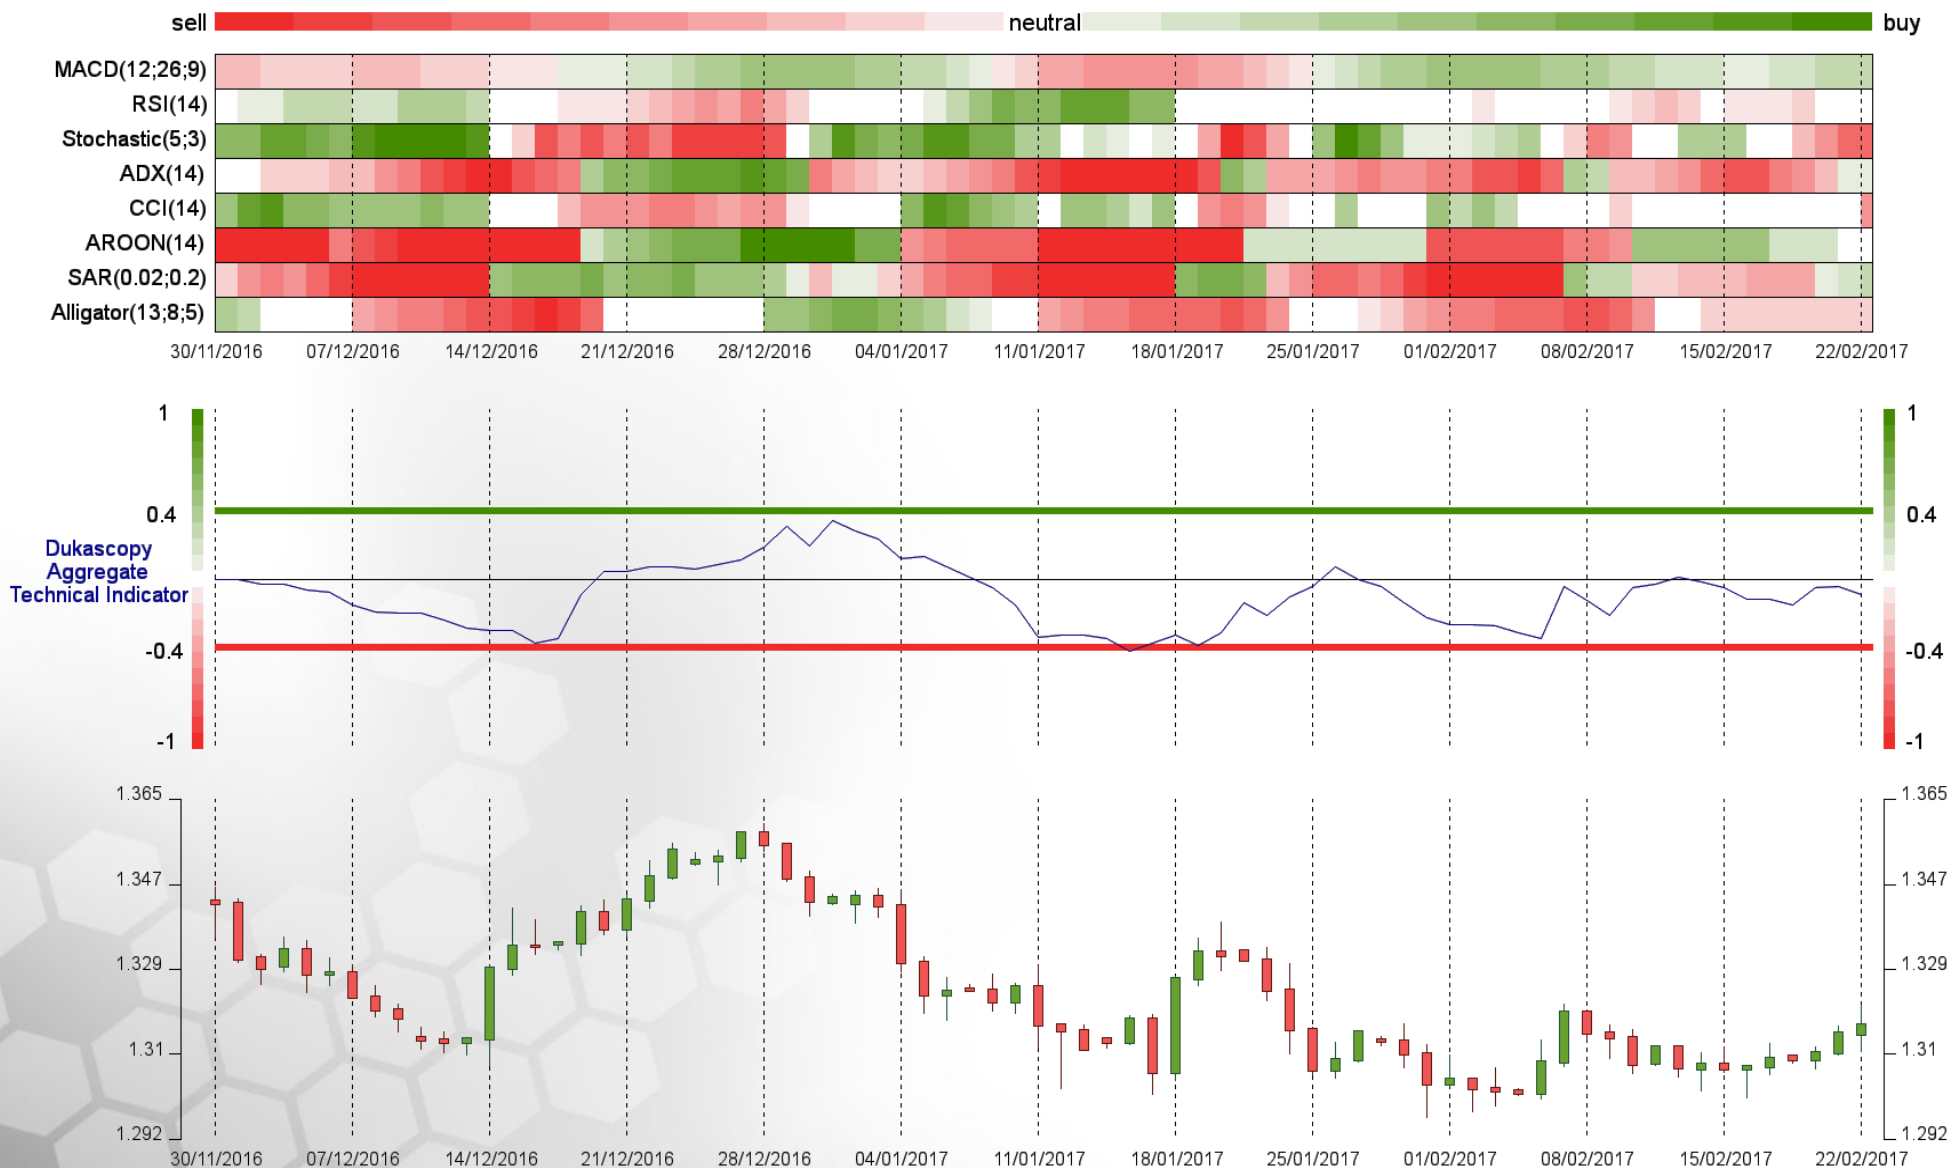 sell neutral buy
MACD(12;26;9)
RSI(14)
Stochastic(5;3)
ADX(14)
CCI(14)
AROON(14)
SAR(0.02;0.2)
Alligator(13;8;5)
30/11/2016 07/12/2016 14/12/2016 21/12/2016 28/12/2016 04/01/2017 11/01/2017 18/01/2017 25/01/2017 01/02/2017 08/02/2017 15/02/2017 22/02/2017
1 1
0.4 0.4
Dukascopy
Aggregate
Technical Indicator
-0.4 -0.4
-1 -1
1.365 1.365
1.347 1.347
1.329 1.329
1.31 1.31
1.292 1.292
30/11/2016 07/12/2016 14/12/2016 21/12/2016 28/12/2016 04/01/2017 11/01/2017 18/01/2017 25/01/2017 01/02/2017 08/02/2017 15/02/2017 22/02/2017